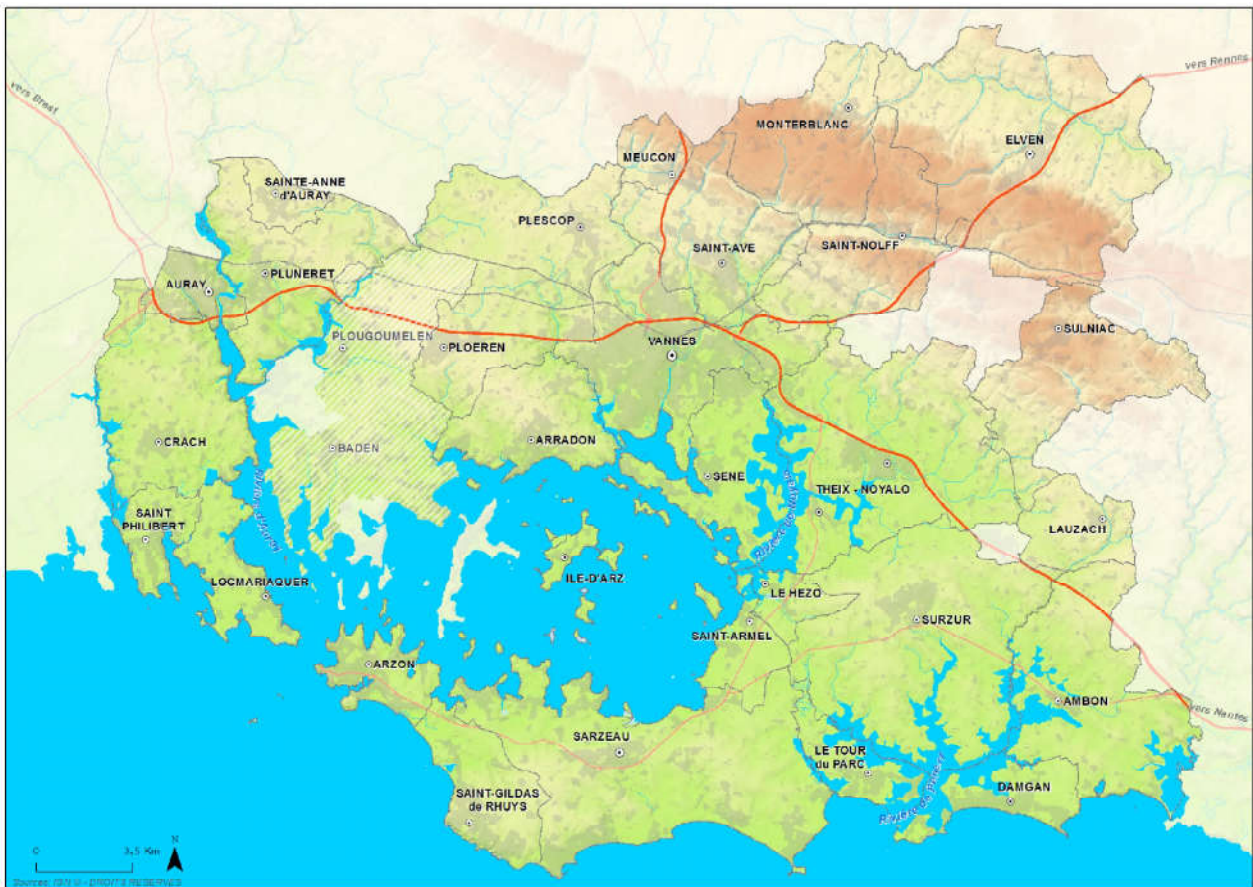 vers Brest
vers Rennes
MONTERBLANC
ELVEN
MEUCON
SAINTE-ANNE
d'AURAY
PLESCOP
SAINT-AVE
SAINT-NOLFF
PLUNERET
AURAY
PLOUGOUMELEN
PLOEREN
VANNES
SULNIAC
CRACH
BADEN
ARRADON
SENE
THEIX - NOYALO
SAINT
PHILIBERT
LAUZACH
LOCMARIAQUER
ILE-D'ARZ
LE HEZO
SAINT-ARMEL
SURZUR
ARZON
AMBON
vers Nantes
SARZEAU
LE TOUR
du PARC
DAMGAN
SAINT-GILDAS
de RHUYS
Rivière de Pénerf
0 3,5 Km
N
Sources: IGN © - DROITS RESERVES